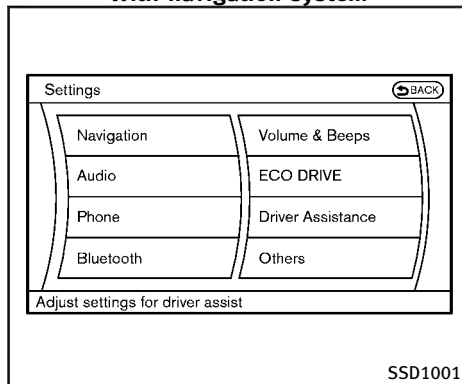 with navigation system
Settings
BACK
Navigation
Volume & Beeps
Audio
ECO DRIVE
Phone
Driver Assistance
Bluetooth
Others
Adjust settings for driver assist
SSD1001